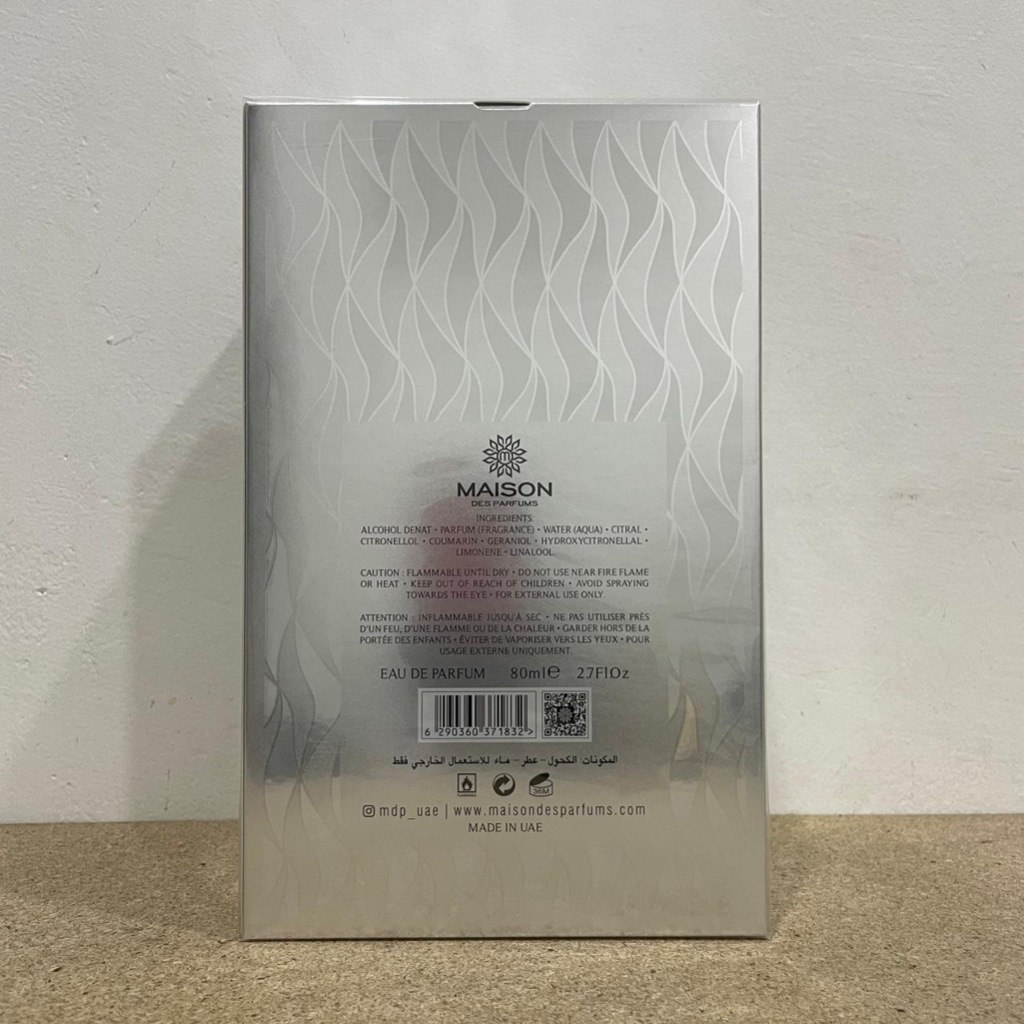 MAISON
DES PARFUMS
INGREDIENTS:
ALCOHOL DENAT • PARFUM (FRAGRANCE) • WATER (AQUA) • CITRAL •
CITRONELLOL • COUMARIN • GERANIOL • HYDROXYCITRONELLAL •
LIMONENE • LINALOOL.
CAUTION : FLAMMABLE UNTIL DRY • DO NOT USE NEAR FIRE FLAME
OR HEAT • KEEP OUT OF REACH OF CHILDREN • AVOID SPRAYING
TOWARDS THE EYE • FOR EXTERNAL USE ONLY.
ATTENTION : INFLAMMABLE JUSQU'À SEC • NE PAS UTILISER PRÈS
D'UN FEU, D'UNE FLAMME OU DE LA CHALEUR • GARDER HORS DE LA
PORTÉE DES ENFANTS • ÉVITER DE VAPORISER VERS LES YEUX • POUR
USAGE EXTERNE UNIQUEMENT.
EAU DE PARFUM 80ml℮ 2.7Fl.Oz
6 290360 371832 >
المكونات الكحول - عطر - ماء للاستعمال الخارجي فقط
36M
mdp_uae | www.maisondesparfums.com
MADE IN UAE